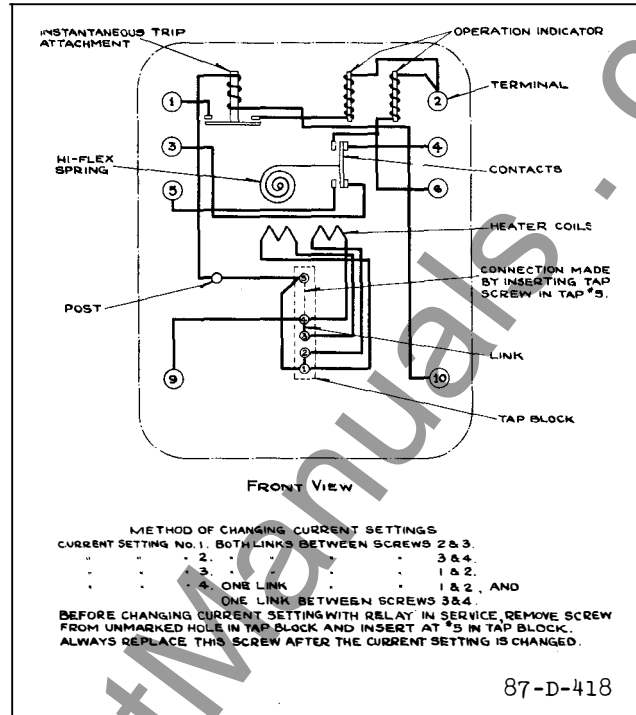 INSTANTANEOUS TRIP
ATTACHMENT
OPERATION INDICATOR
1
2
TERMINAL
3
4
HI-FLEX
SPRING
CONTACTS
5
6
HEATER COILS
5
CONNECTION MADE
BY INSERTING TAP
SCREW IN TAP #5.
POST
4
3
LINK
2
9
1
10
TAP BLOCK
FRONT VIEW
METHOD OF CHANGING CURRENT SETTINGS
CURRENT SETTING NO. 1. BOTH LINKS BETWEEN SCREWS 2 & 3.
" " " 2. " " " " 3 & 4.
" " " 3. " " " " 1 & 2.
" " " 4. ONE LINK " " 1 & 2, AND
ONE LINK BETWEEN SCREWS 3 & 4.
BEFORE CHANGING CURRENT SETTING WITH RELAY IN SERVICE, REMOVE SCREW
FROM UNMARKED HOLE IN TAP BLOCK AND INSERT AT #5 IN TAP BLOCK.
ALWAYS REPLACE THIS SCREW AFTER THE CURRENT SETTING IS CHANGED.
87-D-418